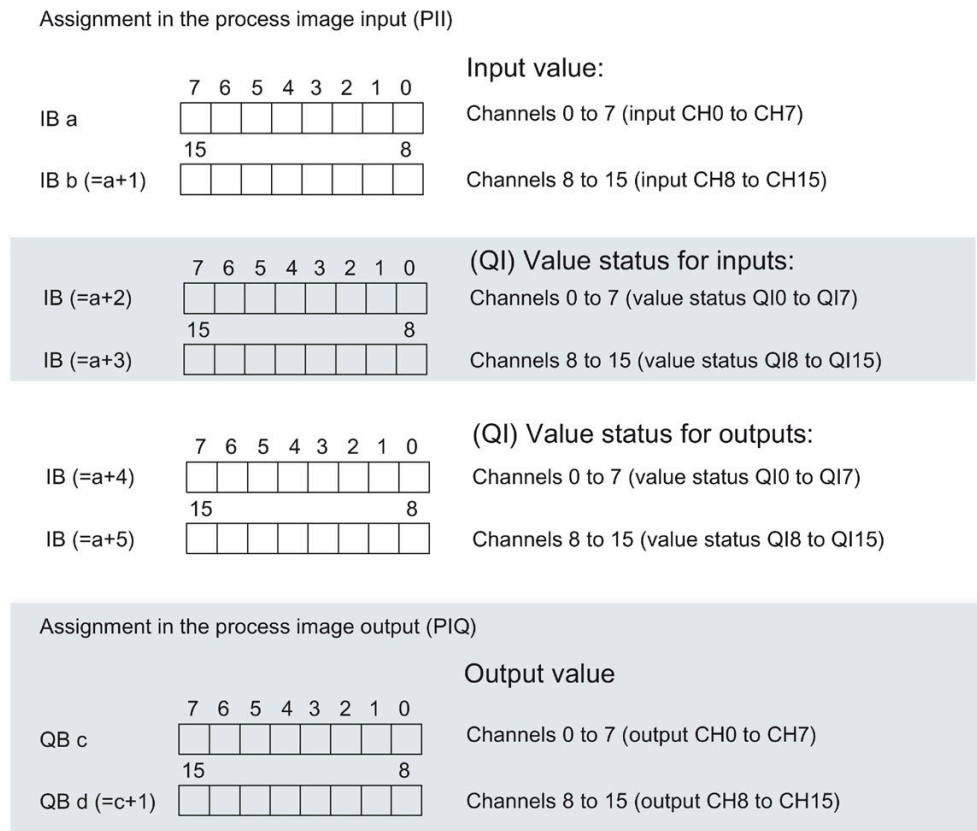 Assignment in the process image input (PII)
Input value:
7 6 5 4 3 2 1 0
IB a
Channels 0 to 7 (input CH0 to CH7)
15 8
IB b (=a+1)
Channels 8 to 15 (input CH8 to CH15)
(QI) Value status for inputs:
7 6 5 4 3 2 1 0
IB (=a+2)
Channels 0 to 7 (value status QI0 to QI7)
15 8
IB (=a+3)
Channels 8 to 15 (value status QI8 to QI15)
(QI) Value status for outputs:
7 6 5 4 3 2 1 0
IB (=a+4)
Channels 0 to 7 (value status QI0 to QI7)
15 8
IB (=a+5)
Channels 8 to 15 (value status QI8 to QI15)
Assignment in the process image output (PIQ)
Output value
7 6 5 4 3 2 1 0
QB c
Channels 0 to 7 (output CH0 to CH7)
15 8
QB d (=c+1)
Channels 8 to 15 (output CH8 to CH15)